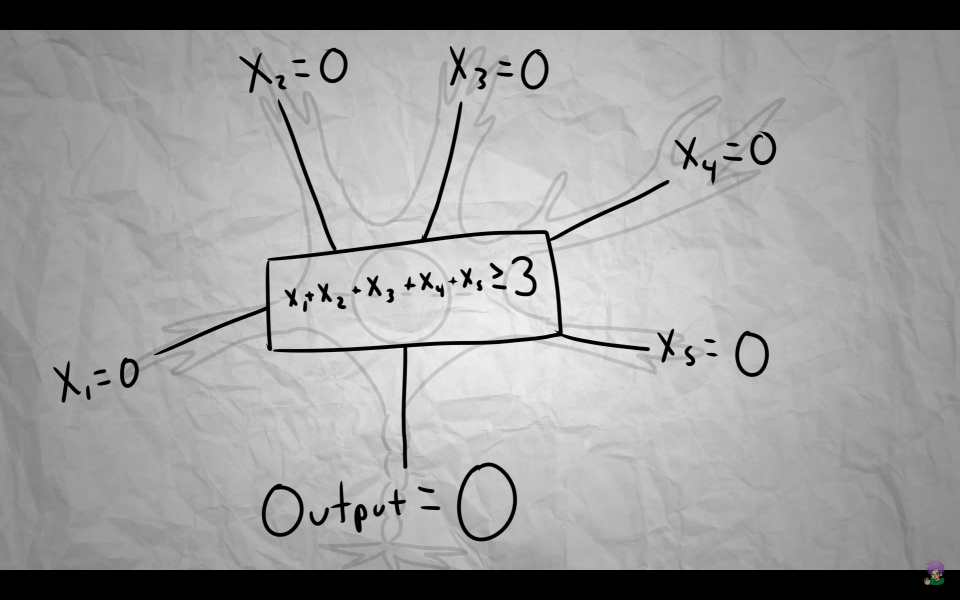 X₂=0
X₃=0
X₄=0
X₁+X₂+X₃+X₄+X₅≥3
X₁=0
X₅=0
Output=0